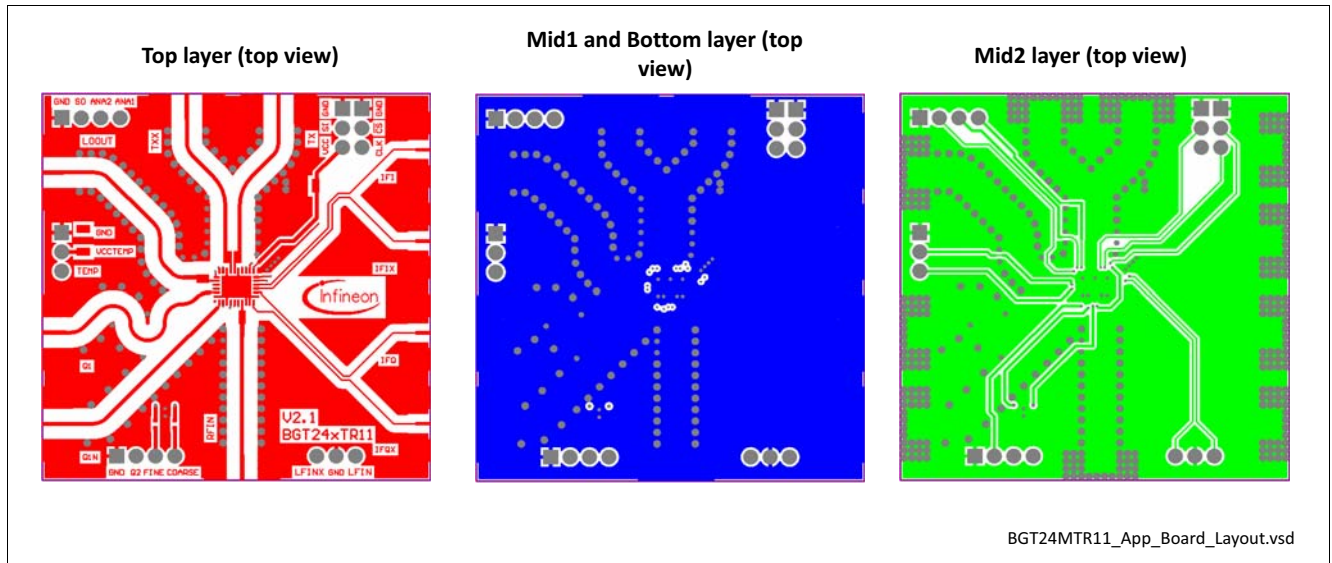 Top layer (top view)
Mid1 and Bottom layer (top
view)
Mid2 layer (top view)
GND SO ANA2 ANA1
LOOUT
TXX
TX
VCC SI GND
CLK CS GND
IFI
GND
VCCTEMP
TEMP
IFIX
Infineon
Q1
IFQ
RFIN
V2.1
BGT24xTR11
Q1N
IFQX
GND Q2 FINE COARSE
LFINX GND LFIN
BGT24MTR11_App_Board_Layout.vsd